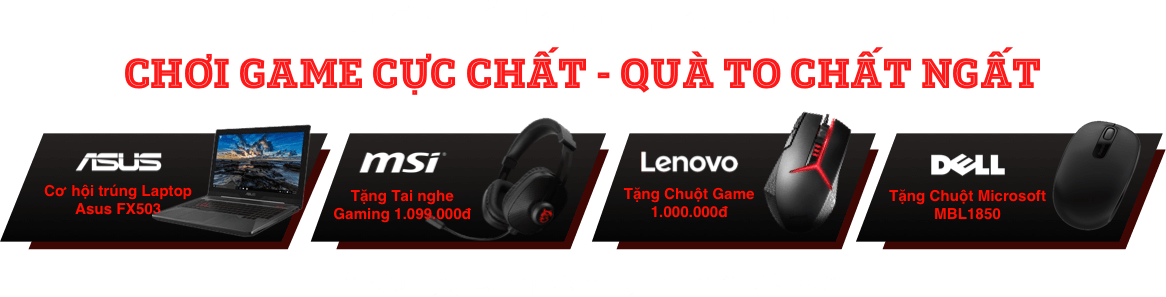 CHƠI GAME CỰC CHẤT - QUÀ TO CHẤT NGẤT
ASUS
Cơ hội trúng Laptop
Asus FX503
msi
Tặng Tai nghe
Gaming 1.099.000đ
Lenovo
Tặng Chuột Game
1.000.000đ
DELL
Tặng Chuột Microsoft
MBL1850